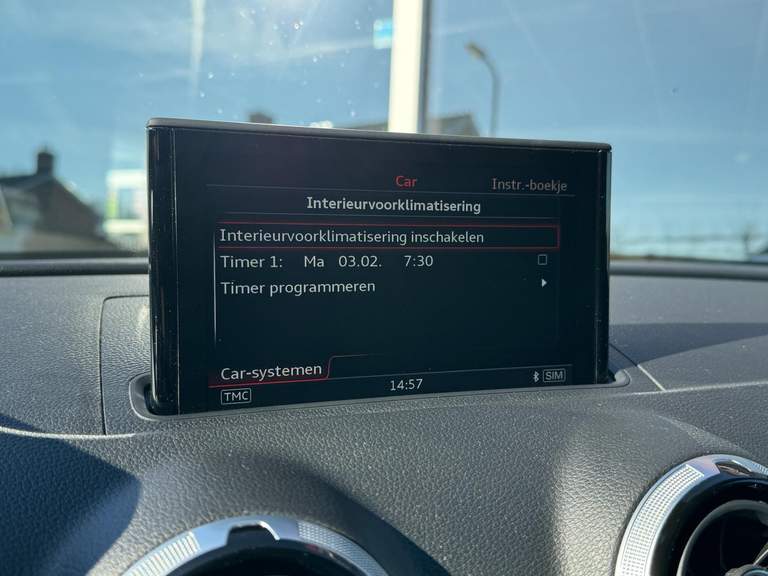 Car Instr.-boekje
Interieurvoorklimatisering
Interieurvoorklimatisering inschakelen
Timer 1: Ma 03.02. 7:30
Timer programmeren
Car-systemen
TMC 14:57 SIM